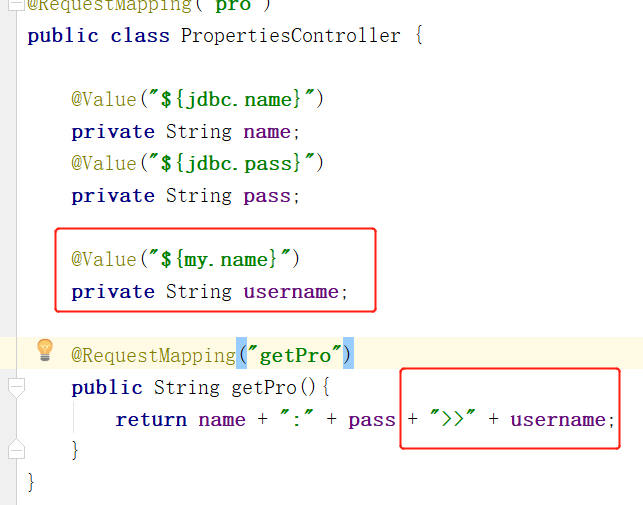 @RequestMapping("pro")
public class PropertiesController {
@Value("${jdbc.name}")
private String name;
@Value("${jdbc.pass}")
private String pass;
@Value("${my.name}")
private String username;
@RequestMapping("getPro")
public String getPro(){
return name + ":" + pass + ">>" + username;
}
}